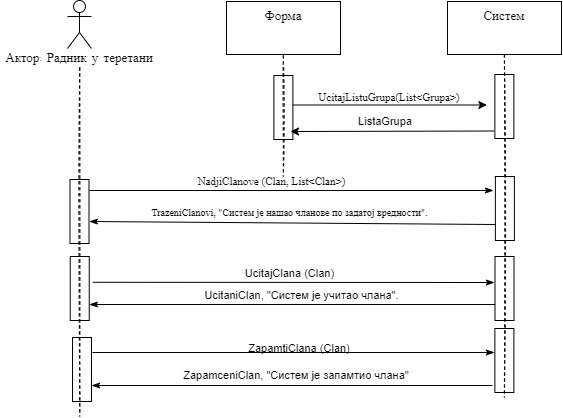 Форма
Систем
Актор: Радник у теретани
UcitajListuGrupa(List<Grupa>)
ListaGrupa
NadjiClanove (Clan, List<Clan>)
TrazeniClanovi, "Систем је нашао чланове по задатој вредности".
UcitajClana (Clan)
UcitaniClan, "Систем је учитао члана".
ZapamtiClana (Clan)
ZapamceniClan, "Систем је запамтио члана"